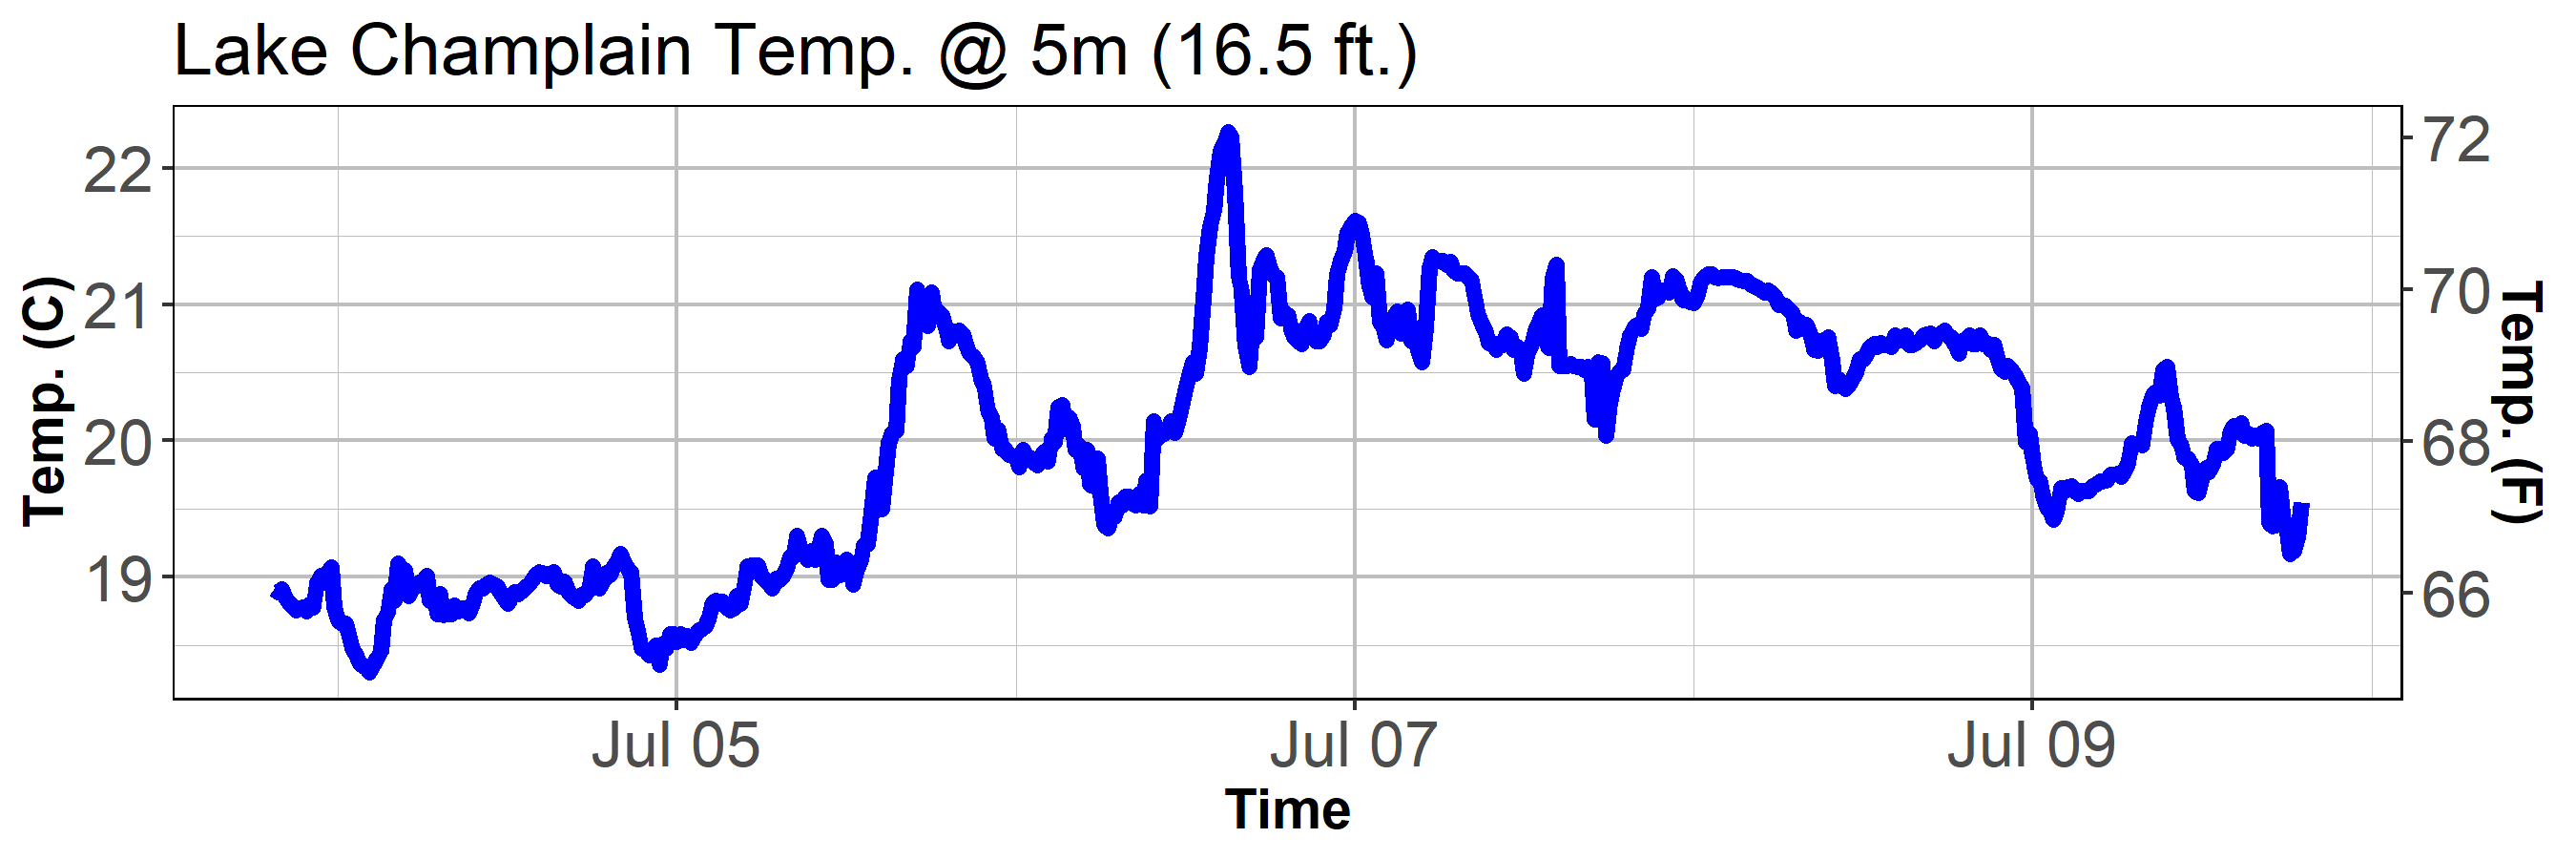 Lake Champlain Temp. @ 5m (16.5 ft.)
Temp. (C)
22
21
20
19
72
70
68
66
Temp. (F)
Jul 05
Jul 07
Jul 09
Time